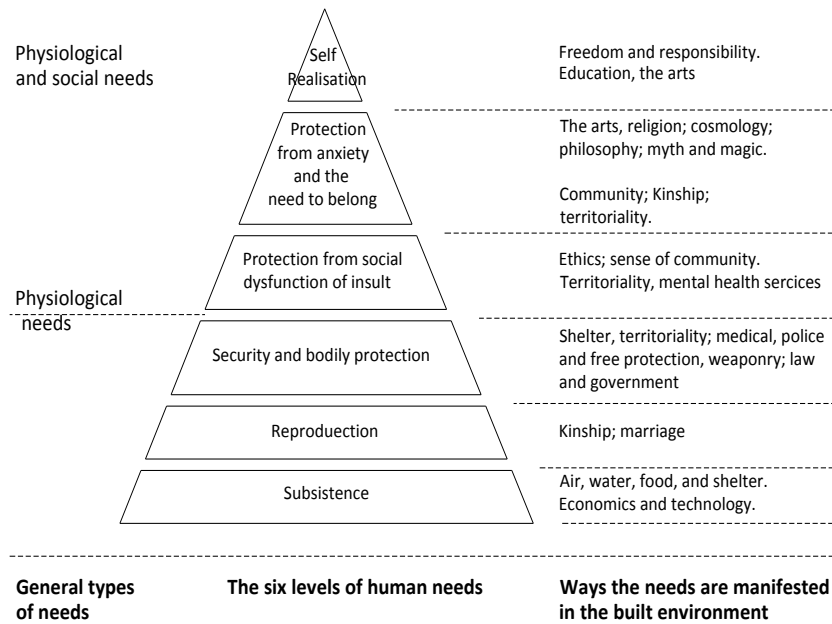 Physiological
and social needs
Self
Realisation
Freedom and responsibility.
Education, the arts
Protection
from anxiety
and the
need to belong
The arts, religion; cosmology;
philosophy; myth and magic.
Community; Kinship;
territoriality.
Protection from social
dysfunction of insult
Ethics; sense of community.
Territoriality, mental health sercices
Physiological
needs
Security and bodily protection
Shelter, territoriality; medical, police
and free protection, weaponry; law
and government
Reproduection
Kinship; marriage
Subsistence
Air, water, food, and shelter.
Economics and technology.
General types
of needs
The six levels of human needs
Ways the needs are manifested
in the built environment